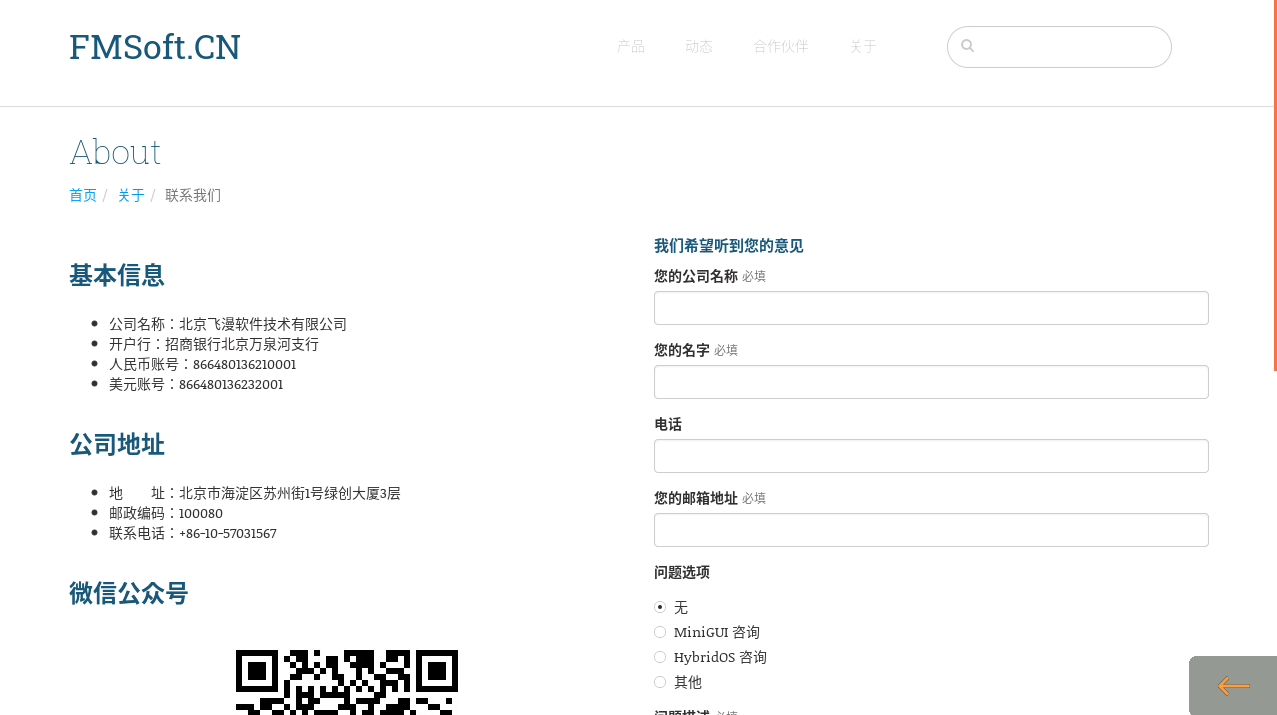 FMSoft.CN
产品 动态 合作伙伴 关于
About
首页 / 关于 / 联系我们
基本信息
公司名称：北京飞漫软件技术有限公司
开户行：招商银行北京万泉河支行
人民币账号：866480136210001
美元账号：866480136232001
公司地址
地　　址：北京市海淀区苏州街1号绿创大厦3层
邮政编码：100080
联系电话：+86-10-57031567
微信公众号
我们希望听到您的意见
您的公司名称 必填
您的名字 必填
电话
您的邮箱地址 必填
问题选项
无
MiniGUI 咨询
HybridOS 咨询
其他
问题描述 必填